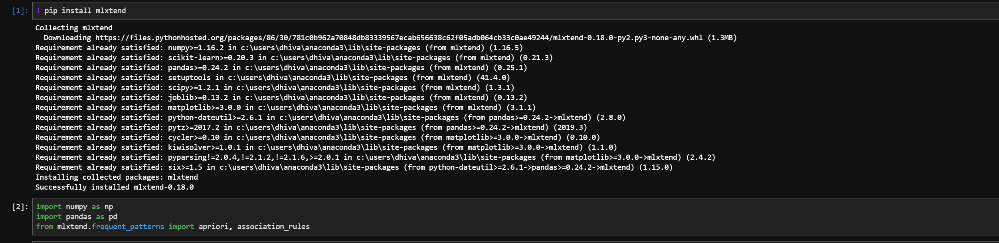 [1]: ! pip install mlxtend
Collecting mlxtend
Downloading https://files.pythonhosted.org/packages/86/30/781c0b962a70848db83339567ecab656638c62f05adb064cb33c0ae49244/mlxtend-0.18.0-py2.py3-none-any.whl (1.3MB)
Requirement already satisfied: numpy>=1.16.2 in c:\users\dhiva\anaconda3\lib\site-packages (from mlxtend) (1.16.5)
Requirement already satisfied: scikit-learn>=0.20.3 in c:\users\dhiva\anaconda3\lib\site-packages (from mlxtend) (0.21.3)
Requirement already satisfied: pandas>=0.24.2 in c:\users\dhiva\anaconda3\lib\site-packages (from mlxtend) (0.25.1)
Requirement already satisfied: setuptools in c:\users\dhiva\anaconda3\lib\site-packages (from mlxtend) (41.4.0)
Requirement already satisfied: scipy>=1.2.1 in c:\users\dhiva\anaconda3\lib\site-packages (from mlxtend) (1.3.1)
Requirement already satisfied: joblib>=0.13.2 in c:\users\dhiva\anaconda3\lib\site-packages (from mlxtend) (0.13.2)
Requirement already satisfied: matplotlib>=3.0.0 in c:\users\dhiva\anaconda3\lib\site-packages (from mlxtend) (3.1.1)
Requirement already satisfied: python-dateutil>=2.6.1 in c:\users\dhiva\anaconda3\lib\site-packages (from pandas>=0.24.2->mlxtend) (2.8.0)
Requirement already satisfied: pytz>=2017.2 in c:\users\dhiva\anaconda3\lib\site-packages (from pandas>=0.24.2->mlxtend) (2019.3)
Requirement already satisfied: cycler>=0.10 in c:\users\dhiva\anaconda3\lib\site-packages (from matplotlib>=3.0.0->mlxtend) (0.10.0)
Requirement already satisfied: kiwisolver>=1.0.1 in c:\users\dhiva\anaconda3\lib\site-packages (from matplotlib>=3.0.0->mlxtend) (1.1.0)
Requirement already satisfied: pyparsing!=2.0.4,!=2.1.2,!=2.1.6,>=2.0.1 in c:\users\dhiva\anaconda3\lib\site-packages (from matplotlib>=3.0.0->mlxtend) (2.4.2)
Requirement already satisfied: six>=1.5 in c:\users\dhiva\anaconda3\lib\site-packages (from python-dateutil>=2.6.1->pandas>=0.24.2->mlxtend) (1.15.0)
Installing collected packages: mlxtend
Successfully installed mlxtend-0.18.0
[2]: import numpy as np
import pandas as pd
from mlxtend.frequent_patterns import apriori, association_rules